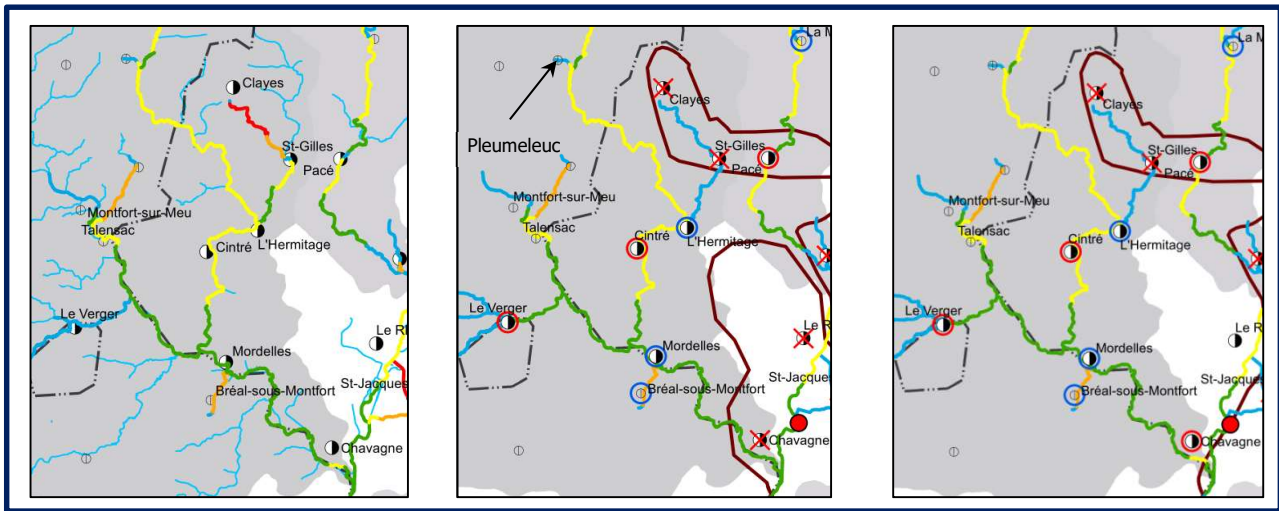 Clayes
St-Gilles
Pacé
Montfort-sur-Meu
Talensac
Cintré
L'Hermitage
Le Verger
Le Rh
Mordelles
St-Jacques
Bréal-sous-Montfort
Chavagne
La M
Clayes
Pleumeleuc
St-Gilles
Pacé
Montfort-sur-Meu
Talensac
Cintré
L'Hermitage
Le Verger
Le R
Mordelles
St-Jacques
Bréal-sous-Montfort
Chavagne
La M
Clayes
St-Gilles
Pacé
Montfort-sur-Meu
Talensac
Cintré
L'Hermitage
Le Verger
Le R
Mordelles
St-Jacques
Bréal-sous-Montfort
Chavagne